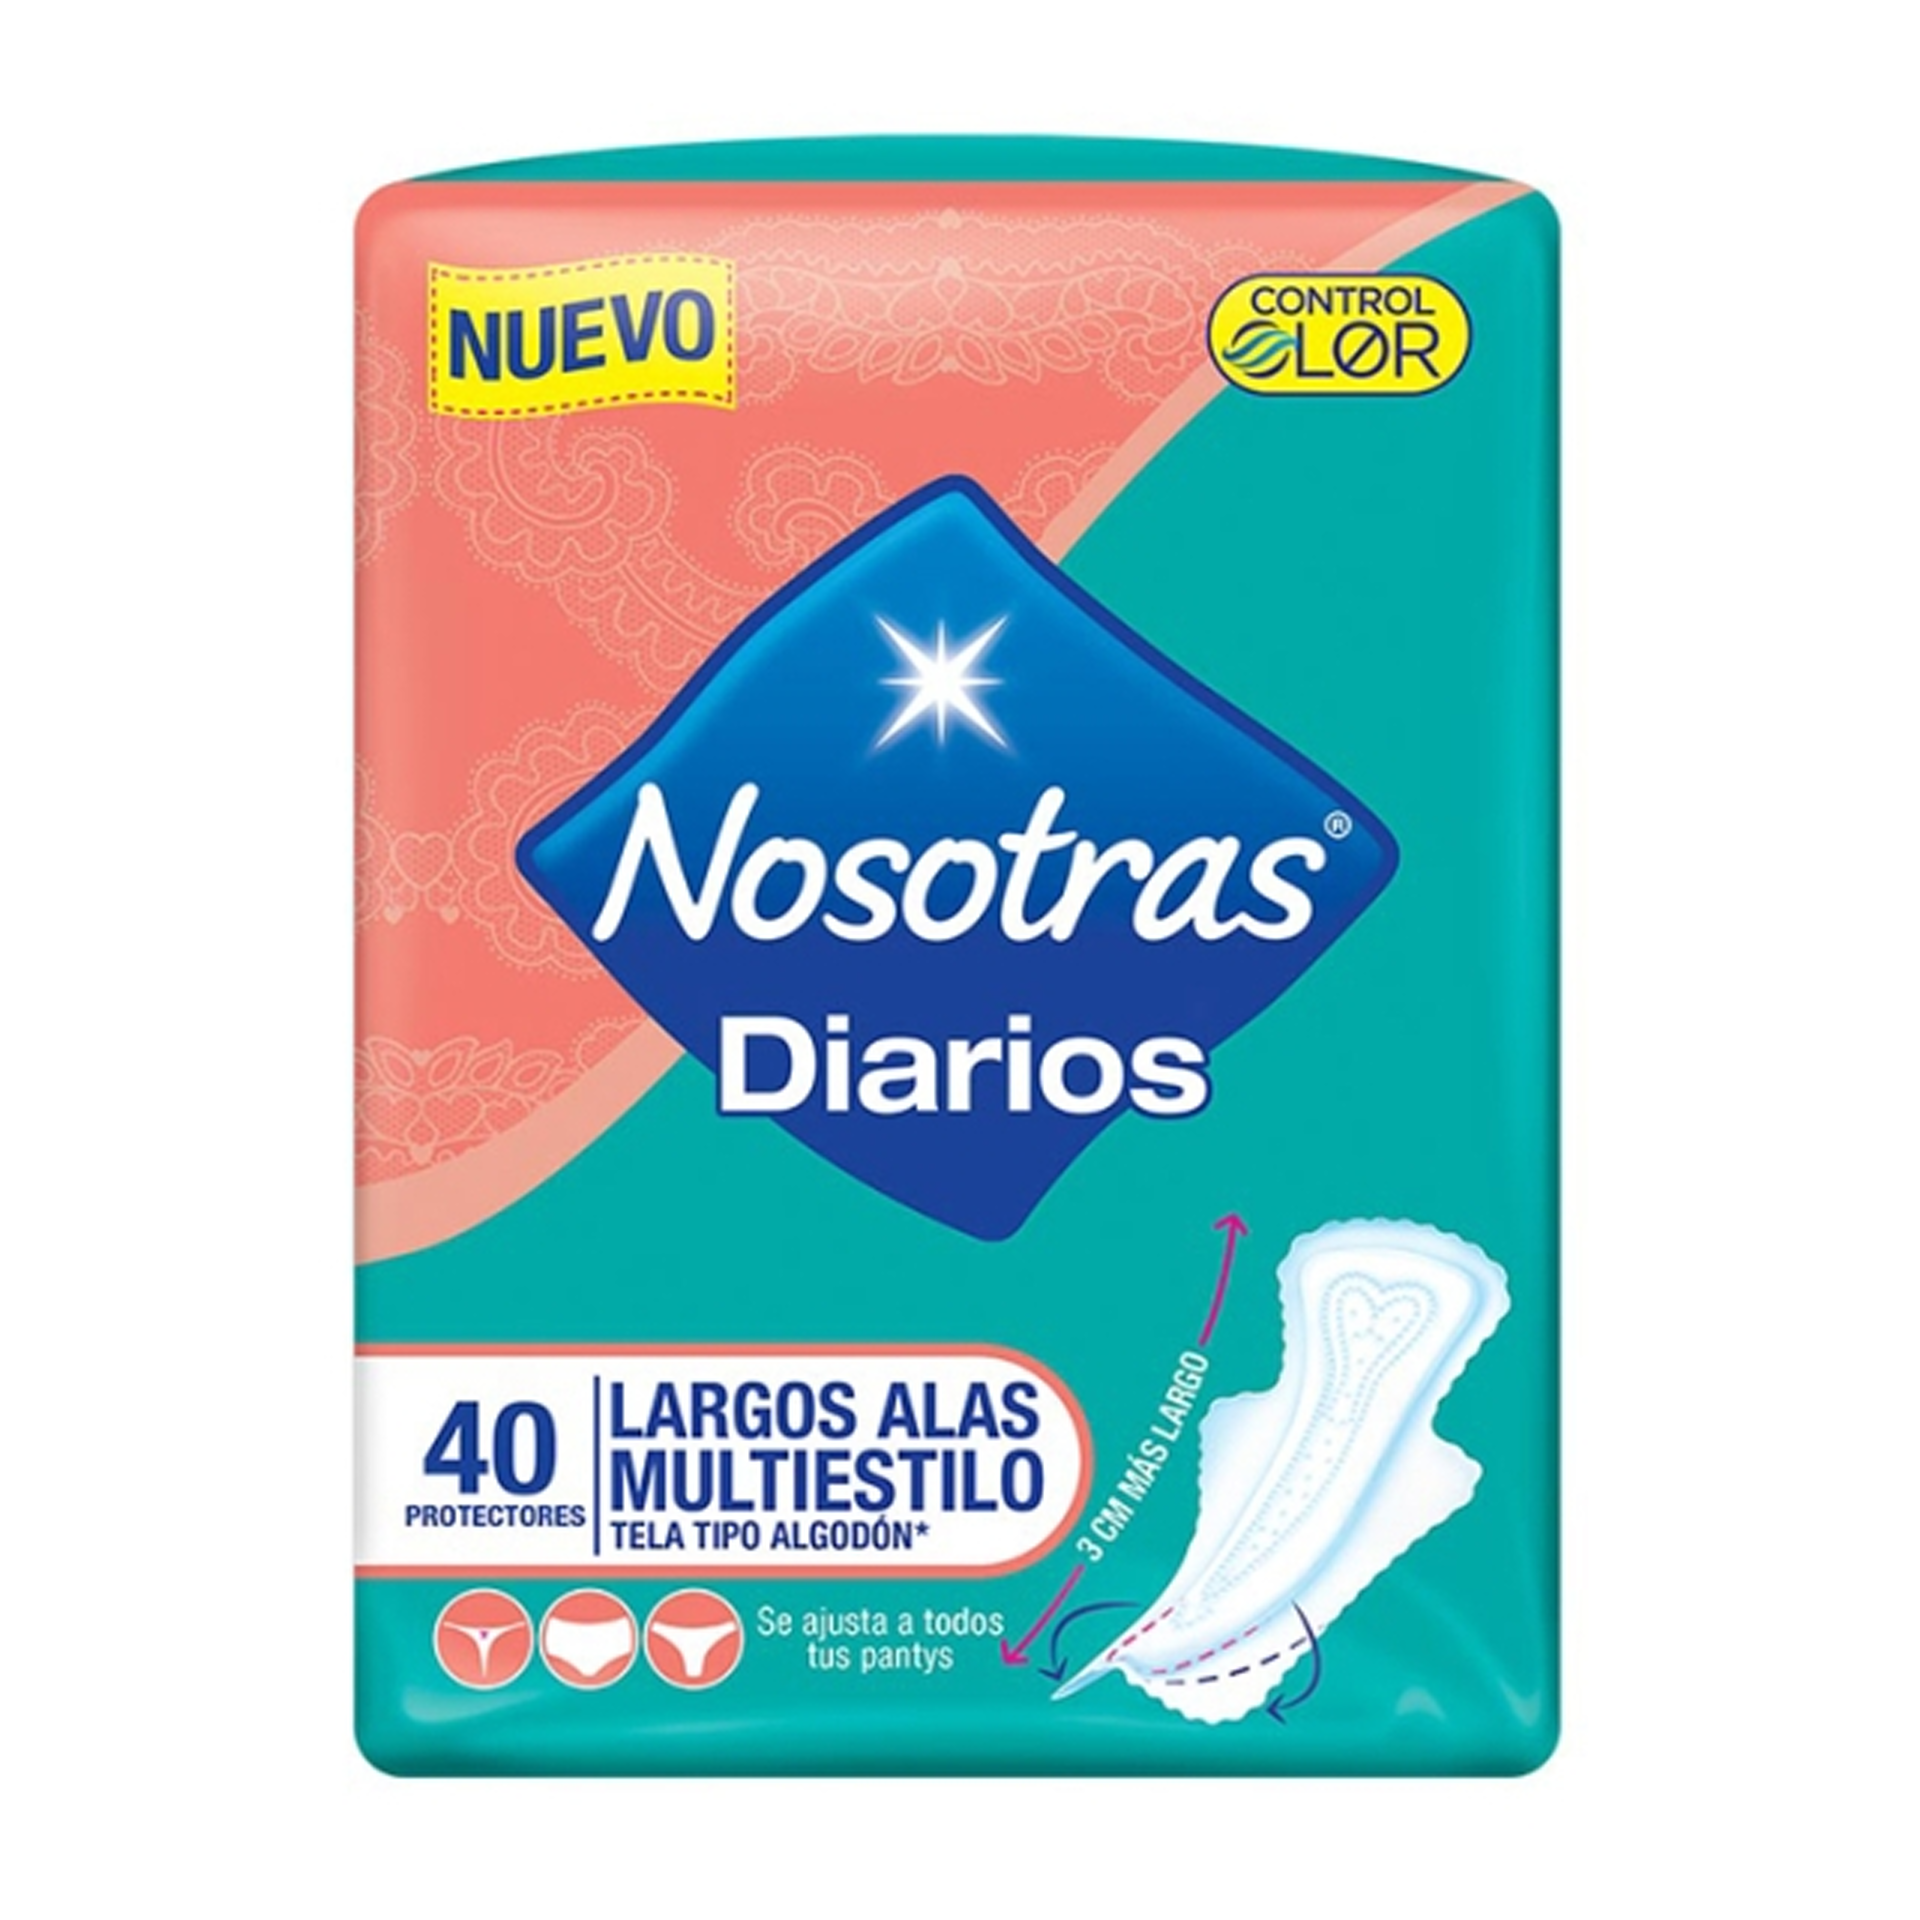 NUEVO
CONTROL
OLOR
Nosotras®
Diarios
3 CM MÁS LARGO
40
PROTECTORES
LARGOS ALAS
MULTIESTILO
TELA TIPO ALGODÓN*
Se ajusta a todos
tus pantys